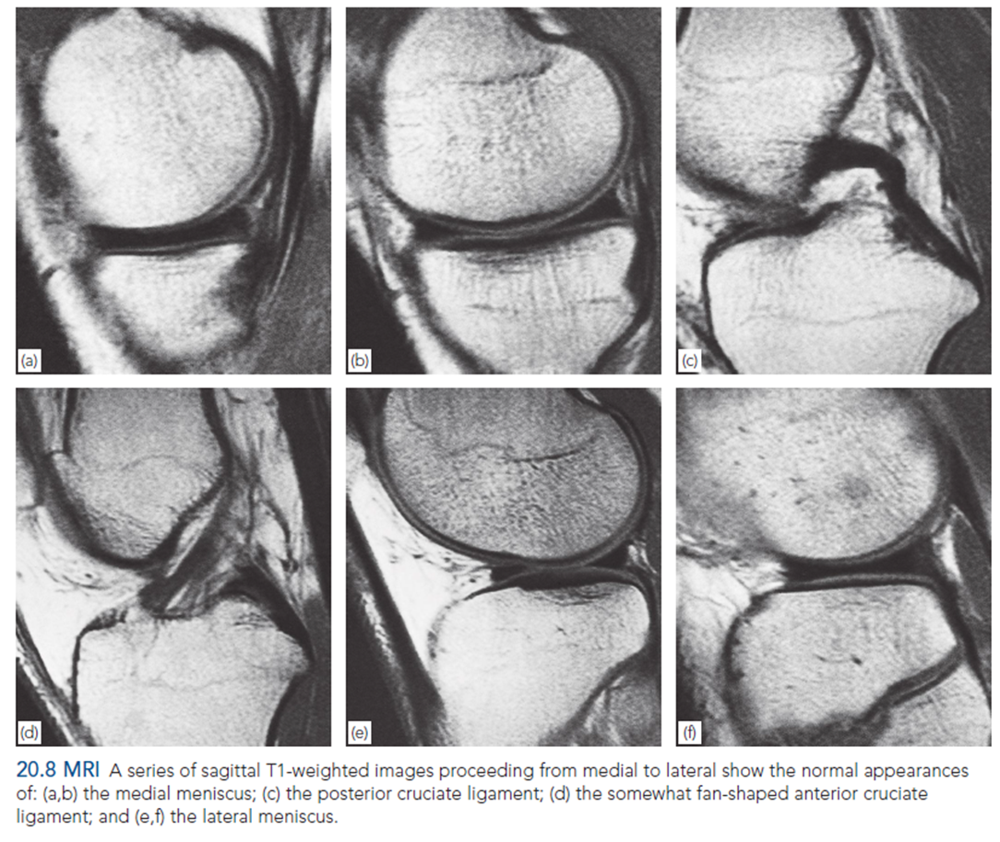 (a)
(b)
(c)
(d)
(e)
(f)
20.8 MRI A series of sagittal T1-weighted images proceeding from medial to lateral show the normal appearances
of: (a,b) the medial meniscus; (c) the posterior cruciate ligament; (d) the somewhat fan-shaped anterior cruciate
ligament; and (e,f) the lateral meniscus.